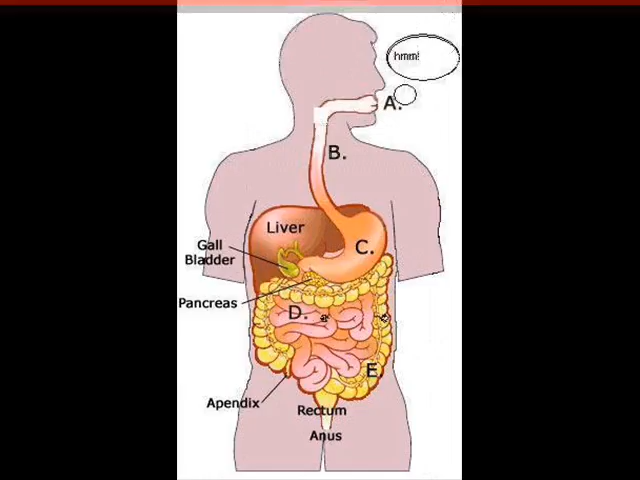 hmm!
A.
B.
Liver
C.
Gall
Bladder
Pancreas
D.
E.
Apendix
Rectum
Anus